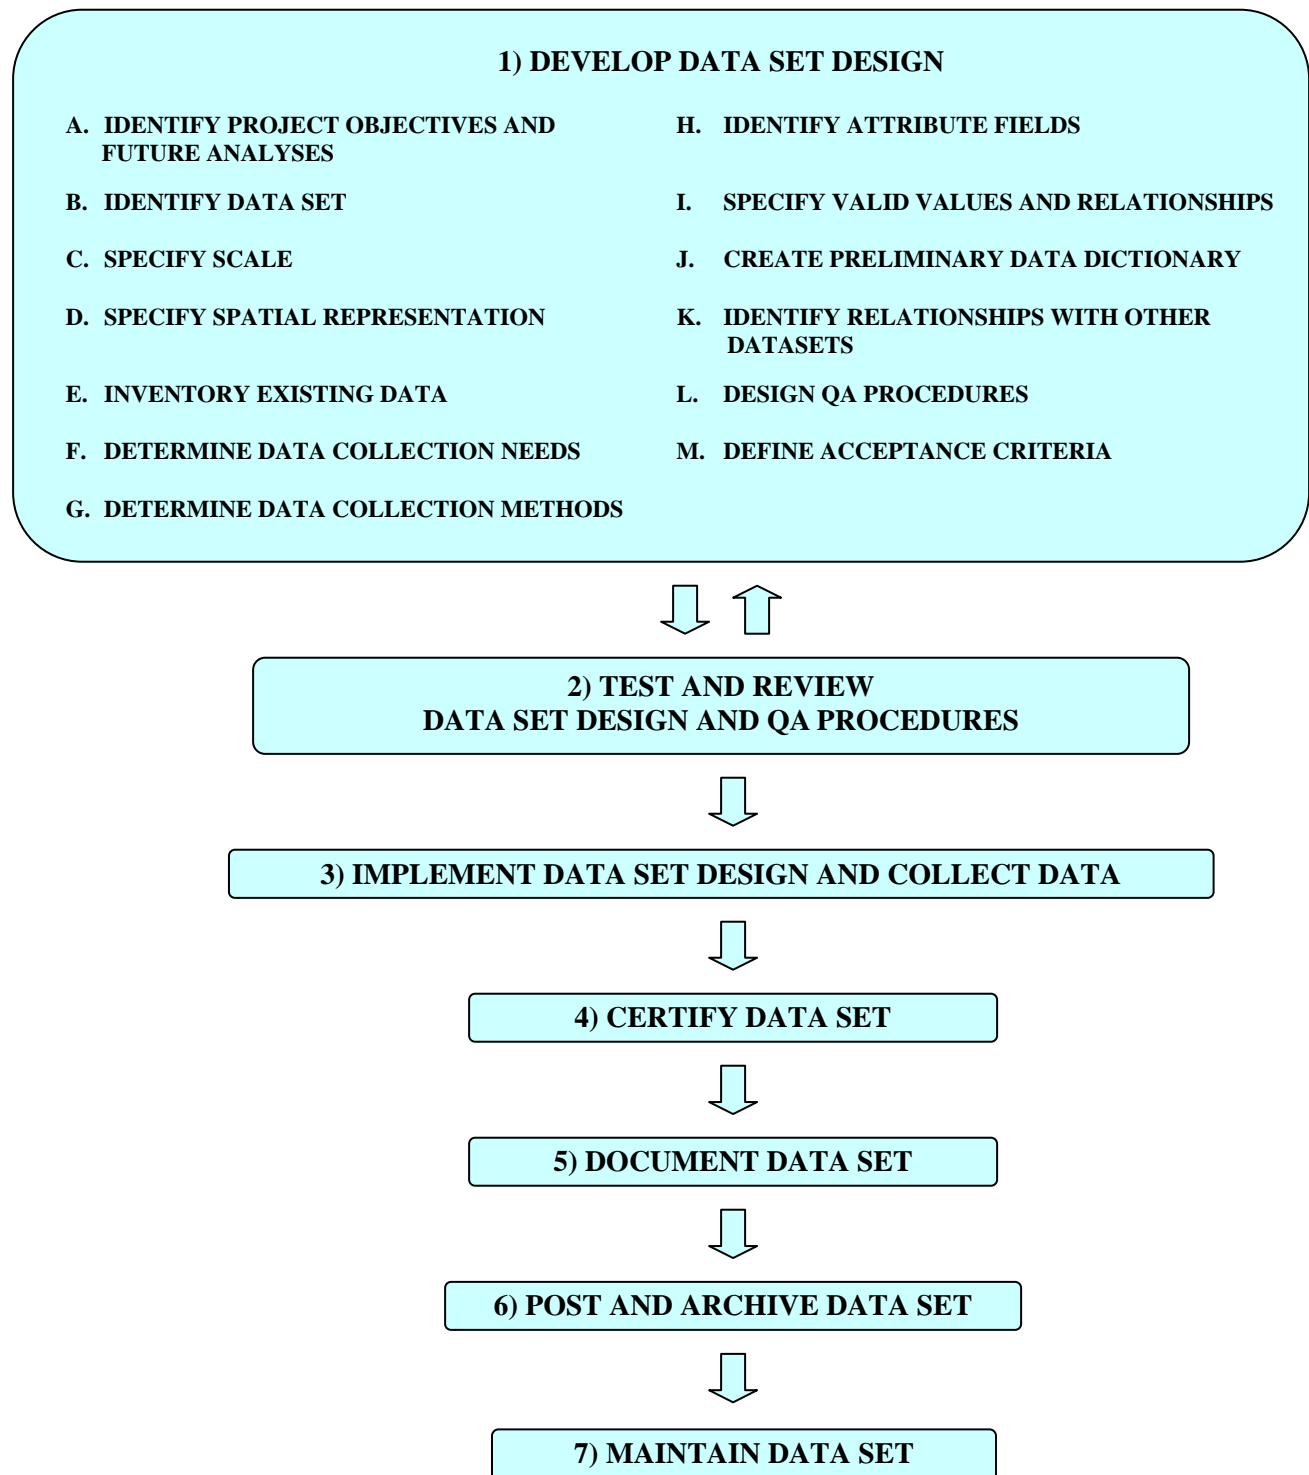 1) DEVELOP DATA SET DESIGN
A. IDENTIFY PROJECT OBJECTIVES AND
FUTURE ANALYSES
B. IDENTIFY DATA SET
C. SPECIFY SCALE
D. SPECIFY SPATIAL REPRESENTATION
E. INVENTORY EXISTING DATA
F. DETERMINE DATA COLLECTION NEEDS
G. DETERMINE DATA COLLECTION METHODS
H. IDENTIFY ATTRIBUTE FIELDS
I. SPECIFY VALID VALUES AND RELATIONSHIPS
J. CREATE PRELIMINARY DATA DICTIONARY
K. IDENTIFY RELATIONSHIPS WITH OTHER
DATASETS
L. DESIGN QA PROCEDURES
M. DEFINE ACCEPTANCE CRITERIA
2) TEST AND REVIEW
DATA SET DESIGN AND QA PROCEDURES
3) IMPLEMENT DATA SET DESIGN AND COLLECT DATA
4) CERTIFY DATA SET
5) DOCUMENT DATA SET
6) POST AND ARCHIVE DATA SET
7) MAINTAIN DATA SET